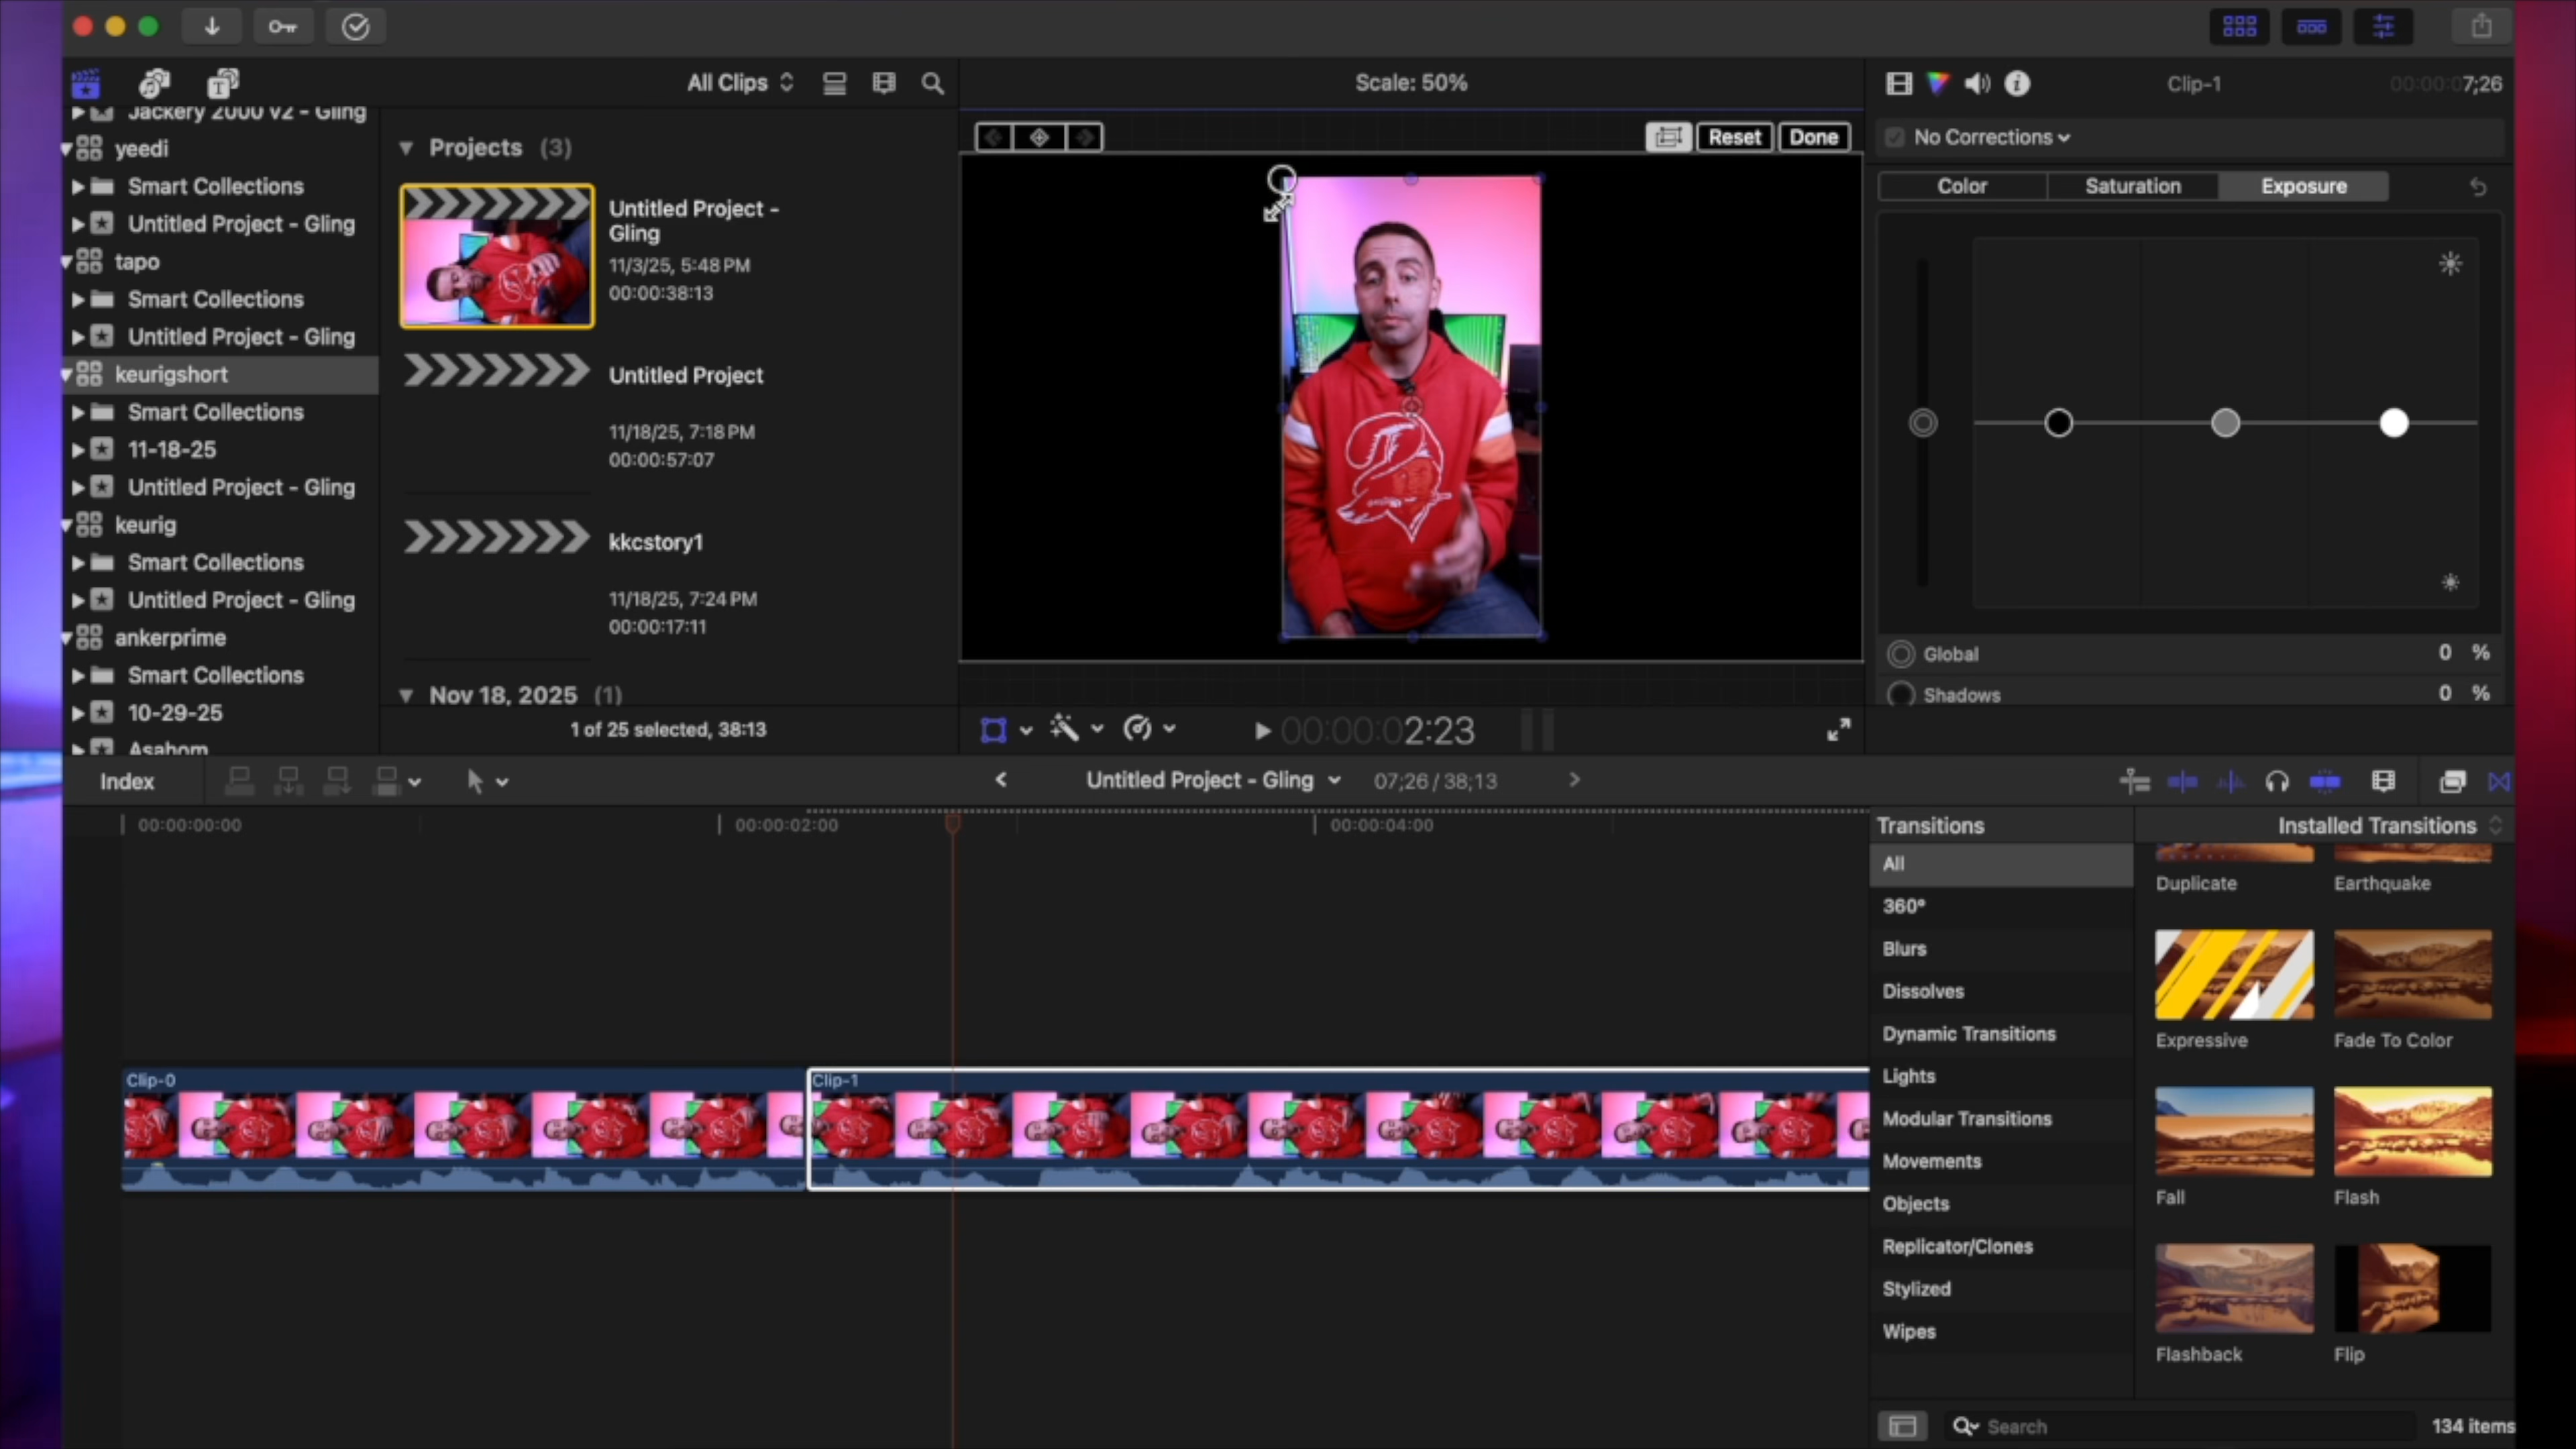 All Clips
Scale: 50%
Clip-1
00:00:07;26
Jackery 2000 v2 - Gling
yeedi
Smart Collections
Untitled Project - Gling
tapo
Smart Collections
Untitled Project - Gling
keurigshort
Smart Collections
11-18-25
Untitled Project - Gling
keurig
Smart Collections
Untitled Project - Gling
ankerprime
Smart Collections
10-29-25
Asahom
Projects (3)
Untitled Project -
Gling
11/3/25, 5:48 PM
00:00:38:13
Untitled Project
11/18/25, 7:18 PM
00:00:57:07
kkcstory1
11/18/25, 7:24 PM
00:00:17:11
Nov 18, 2025 (1)
1 of 25 selected, 38:13
Reset
Done
00:00:02:23
No Corrections
Color
Saturation
Exposure
Global
0 %
Shadows
0 %
Index
Untitled Project - Gling
07;26 / 38;13
00:00:00:00
00:00:02:00
00:00:04:00
Clip-0
Clip-1
Transitions
Installed Transitions
All
360°
Blurs
Dissolves
Dynamic Transitions
Lights
Modular Transitions
Movements
Objects
Replicator/Clones
Stylized
Wipes
Duplicate
Earthquake
Expressive
Fade To Color
Fall
Flash
Flashback
Flip
Search
134 items